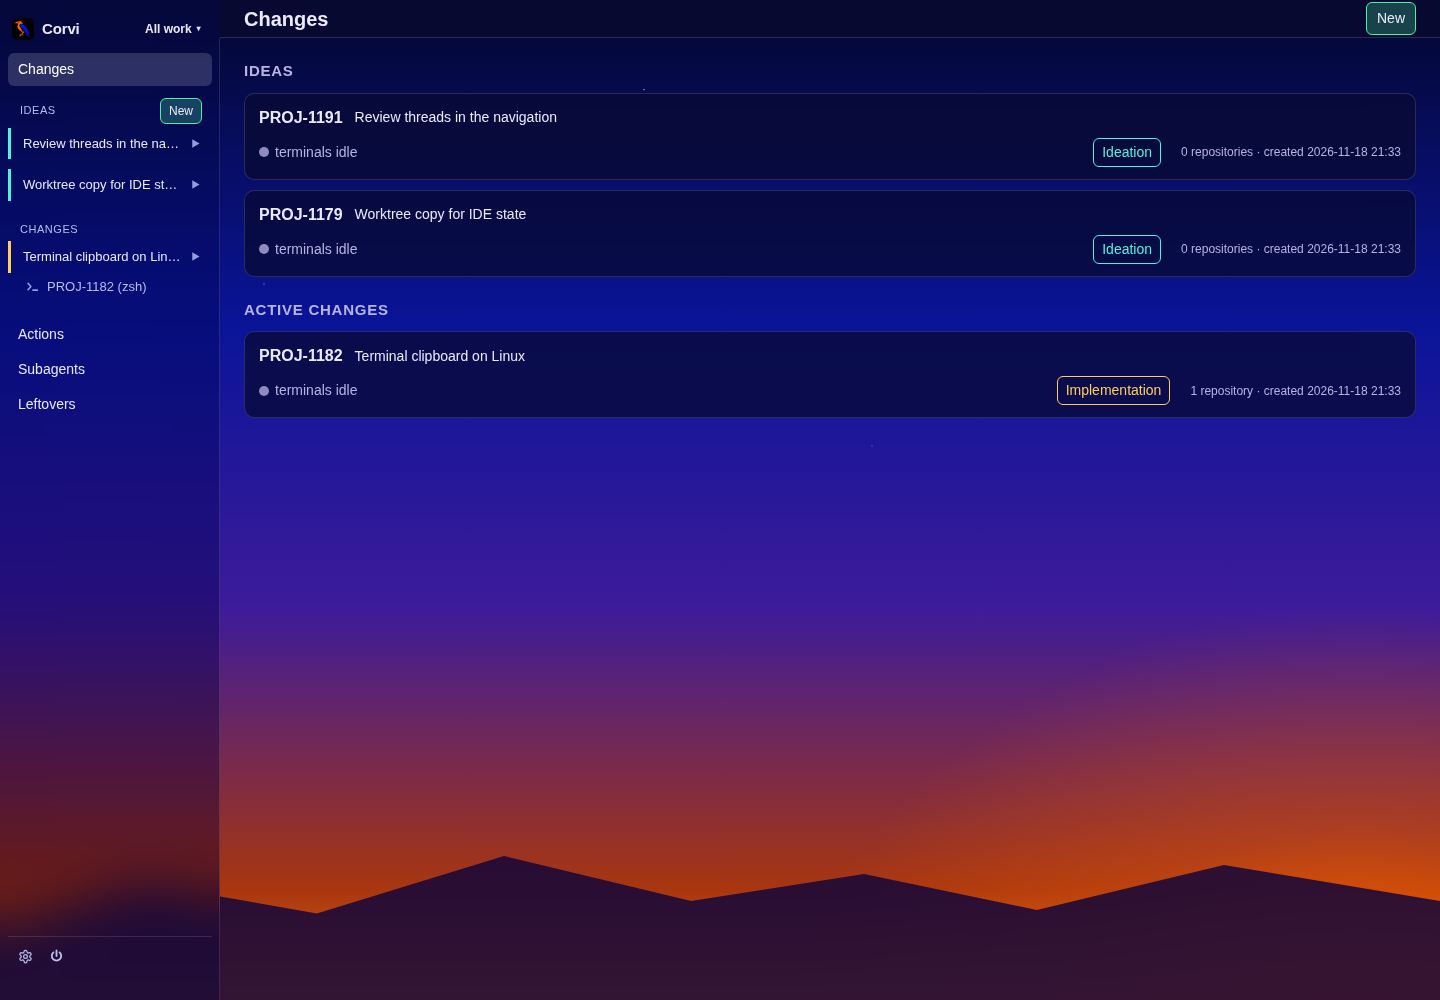 Corvi
All work
Changes
IDEAS
New
Review threads in the na…
Worktree copy for IDE st…
CHANGES
Terminal clipboard on Lin…
PROJ-1182 (zsh)
Actions
Subagents
Leftovers
Changes
New
IDEAS
PROJ-1191 Review threads in the navigation
terminals idle Ideation 0 repositories · created 2026-11-18 21:33
PROJ-1179 Worktree copy for IDE state
terminals idle Ideation 0 repositories · created 2026-11-18 21:33
ACTIVE CHANGES
PROJ-1182 Terminal clipboard on Linux
terminals idle Implementation 1 repository · created 2026-11-18 21:33